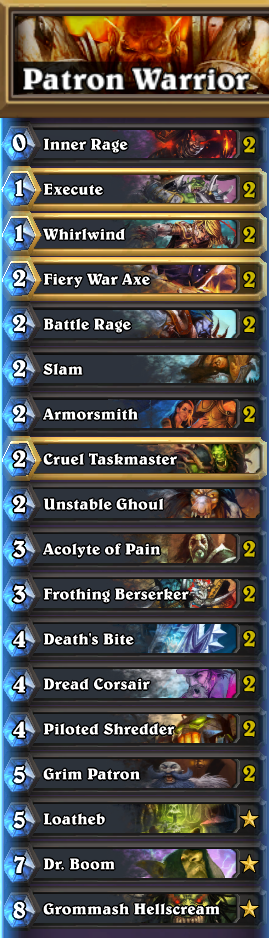 Patron Warrior
0 Inner Rage 2
1 Execute 2
1 Whirlwind 2
2 Fiery War Axe 2
2 Battle Rage 2
2 Slam
2 Armorsmith 2
2 Cruel Taskmaster
2 Unstable Ghoul
3 Acolyte of Pain 2
3 Frothing Berserker 2
4 Death's Bite 2
4 Dread Corsair 2
4 Piloted Shredder 2
5 Grim Patron 2
5 Loatheb
7 Dr. Boom
8 Grommash Hellscream